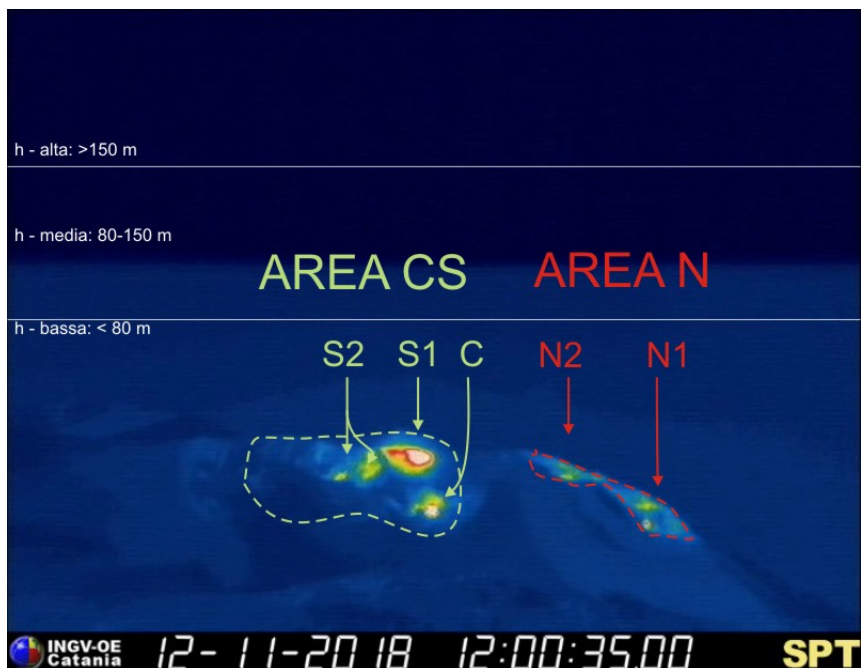 h - alta: >150 m
h - media: 80-150 m
AREA CS AREA N
h - bassa: < 80 m
S2 S1 C N2 N1
INGV-OE
Catania
12-11-2018 12:00:35.00 SPT